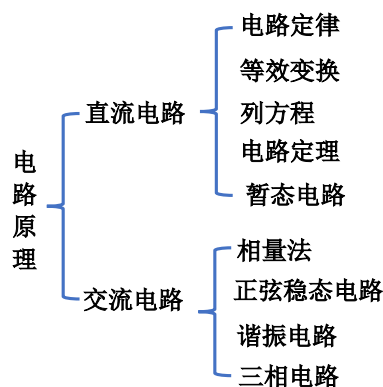 电路原理
直流电路
电路定律
等效变换
列方程
电路定理
暂态电路
交流电路
相量法
正弦稳态电路
谐振电路
三相电路